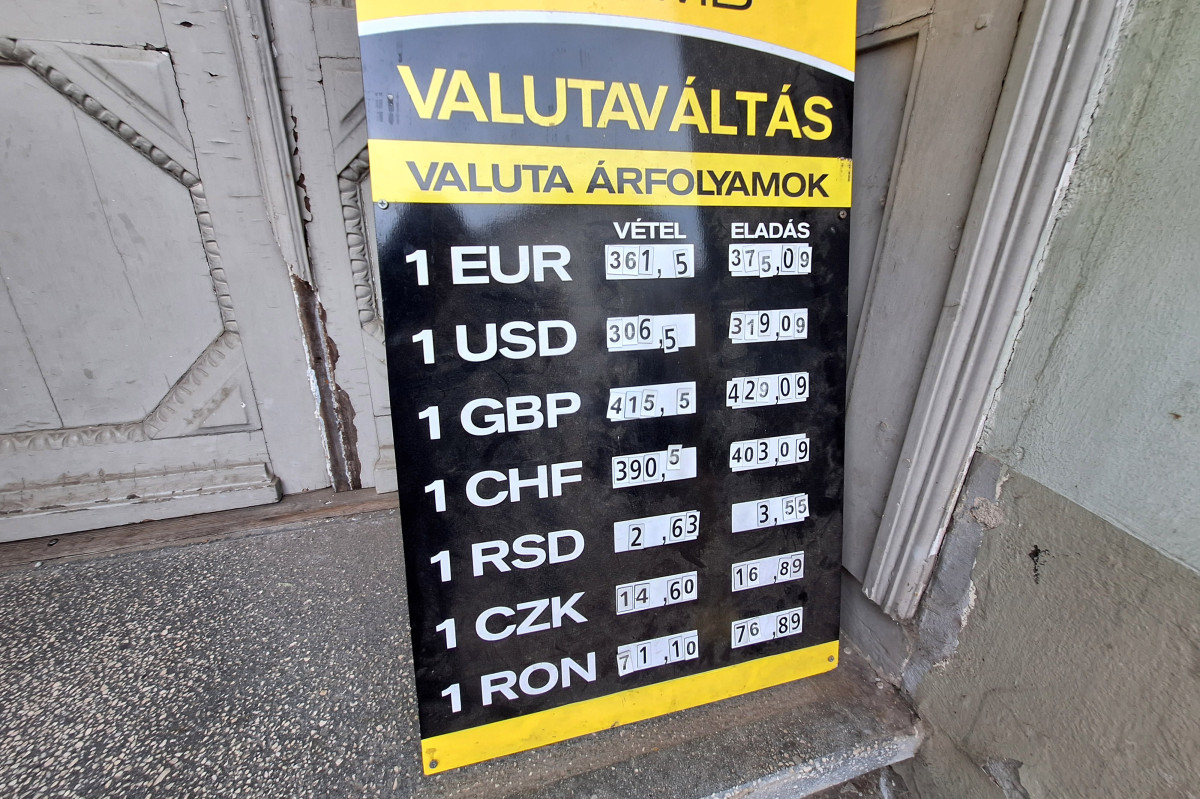 VALUTAVÁLTÁS
VALUTA ÁRFOLYAMOK
VÉTEL ELADÁS
1 EUR 361,5 375,09
1 USD 306,5 319,09
1 GBP 415,5 429,09
1 CHF 390,5 403,09
1 RSD 2,63 3,55
1 CZK 14,60 16,89
1 RON 71,10 76,89